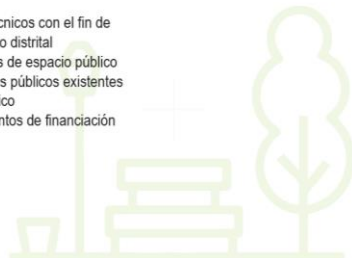 cnicos con el fin de
o distrital
s de espacio público
s públicos existentes
ico
ntos de financiación